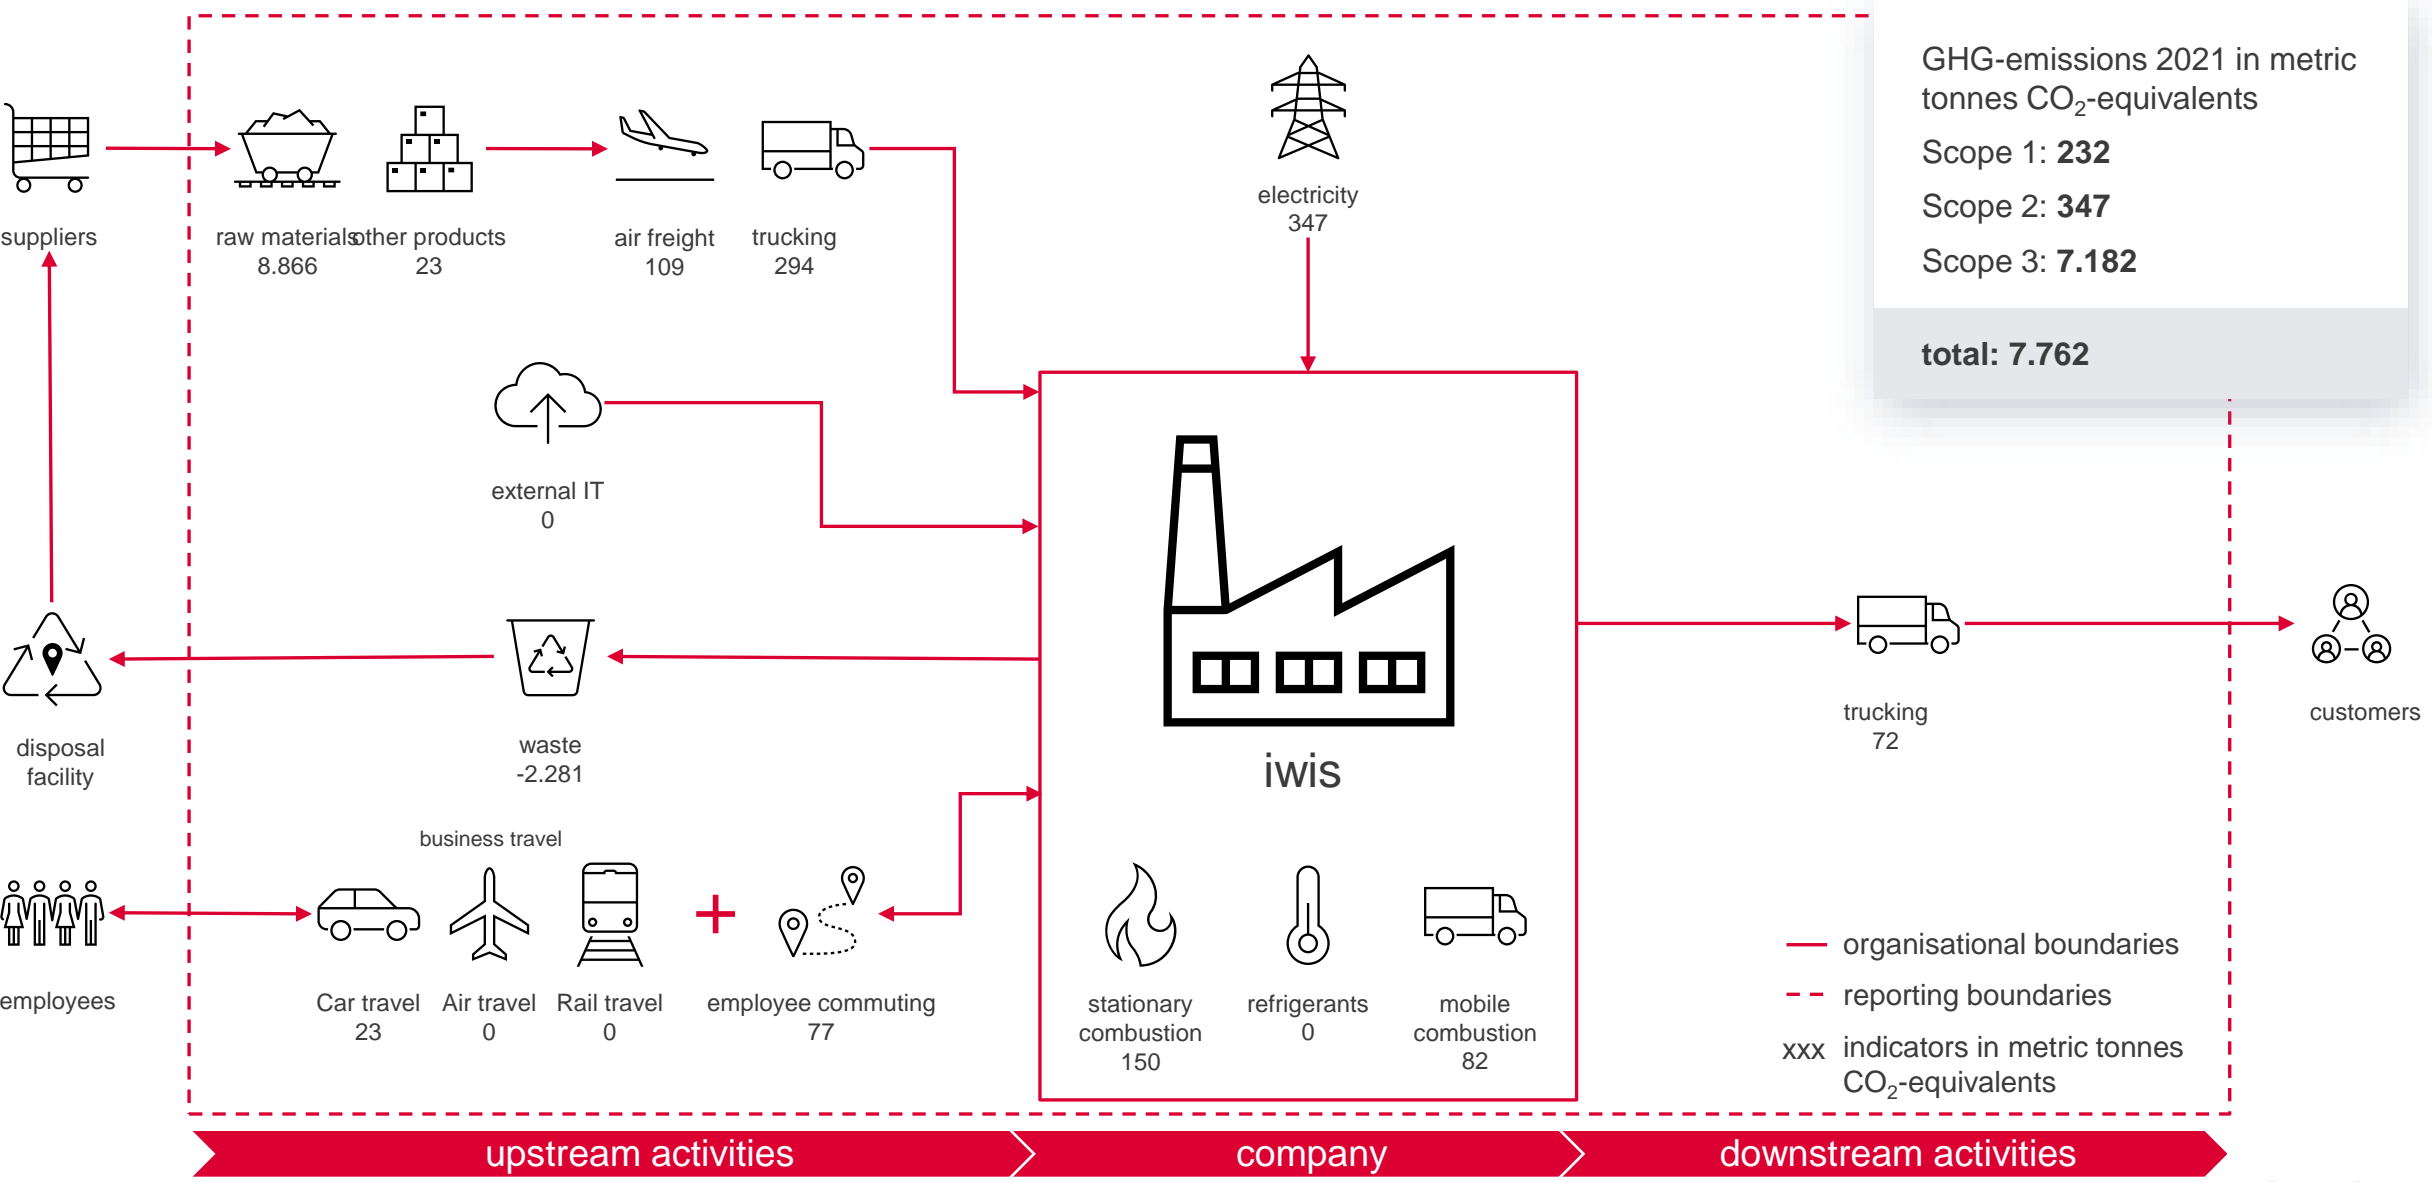 GHG-emissions 2021 in metric
tonnes CO₂-equivalents
Scope 1: 232
Scope 2: 347
Scope 3: 7.182
total: 7.762
suppliers
raw materials
8.866
other products
23
air freight
109
trucking
294
electricity
347
external IT
0
disposal
facility
waste
-2.281
iwis
trucking
72
customers
business travel
employees
Car travel
23
Air travel
0
Rail travel
0
+
employee commuting
77
stationary
combustion
150
refrigerants
0
mobile
combustion
82
organisational boundaries
reporting boundaries
xxx indicators in metric tonnes
CO₂-equivalents
upstream activities
company
downstream activities